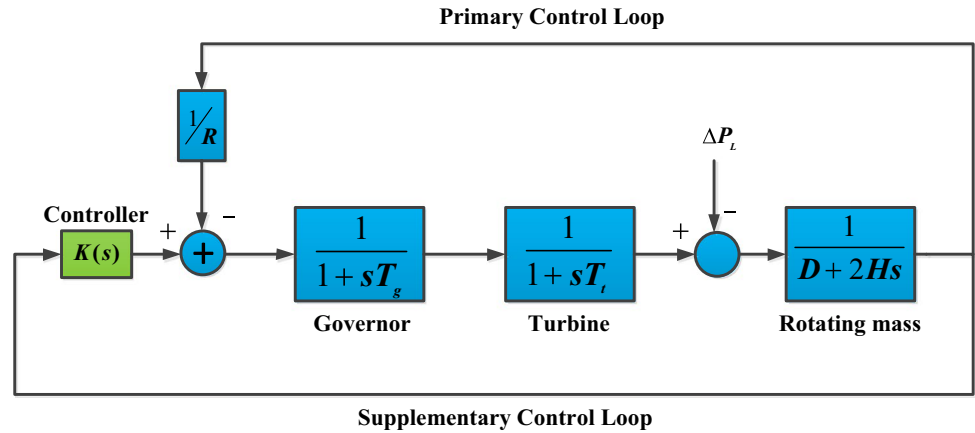 Primary Control Loop
1/R
ΔP_L
Controller
K(s)
+
−
+
1
1 + sT_g
Governor
1
1 + sT_t
Turbine
+
−
1
D + 2Hs
Rotating mass
Supplementary Control Loop